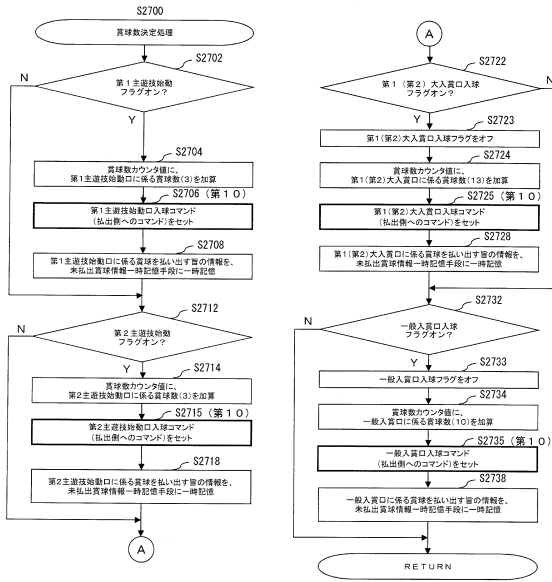 S2700
賞球数決定処理
S2702
第1主遊技始動
フラグオン?
N
Y
S2704
賞球数カウンタ値に、
第1主遊技始動口に係る賞球数(3)を加算
S2706(第10)
第1主遊技始動口入球コマンド
(払出側へのコマンド)をセット
S2708
第1主遊技始動口に係る賞球を払い出す旨の情報を、
未払出賞球情報一時記憶手段に一時記憶
S2712
第2主遊技始動
フラグオン?
N
Y
S2714
賞球数カウンタ値に、
第2主遊技始動口に係る賞球数(3)を加算
S2715(第10)
第2主遊技始動口入球コマンド
(払出側へのコマンド)をセット
S2718
第2主遊技始動口に係る賞球を払い出す旨の情報を、
未払出賞球情報一時記憶手段に一時記憶
A
A
S2722
第1(第2)大入賞口入球
フラグオン?
N
Y
S2723
第1(第2)大入賞口入球フラグをオフ
S2724
賞球数カウンタ値に、
第1(第2)大入賞口に係る賞球数(13)を加算
S2725(第10)
第1(第2)大入賞口入球コマンド
(払出側へのコマンド)をセット
S2728
第1(第2)大入賞口に係る賞球を払い出す旨の情報を、
未払出賞球情報一時記憶手段に一時記憶
S2732
一般入賞口入球
フラグオン?
N
Y
S2733
一般入賞口入球フラグをオフ
S2734
賞球数カウンタ値に、
一般入賞口に係る賞球数(10)を加算
S2735(第10)
一般入賞口入球コマンド
(払出側へのコマンド)をセット
S2738
一般入賞口に係る賞球を払い出す旨の情報を、
未払出賞球情報一時記憶手段に一時記憶
RETURN